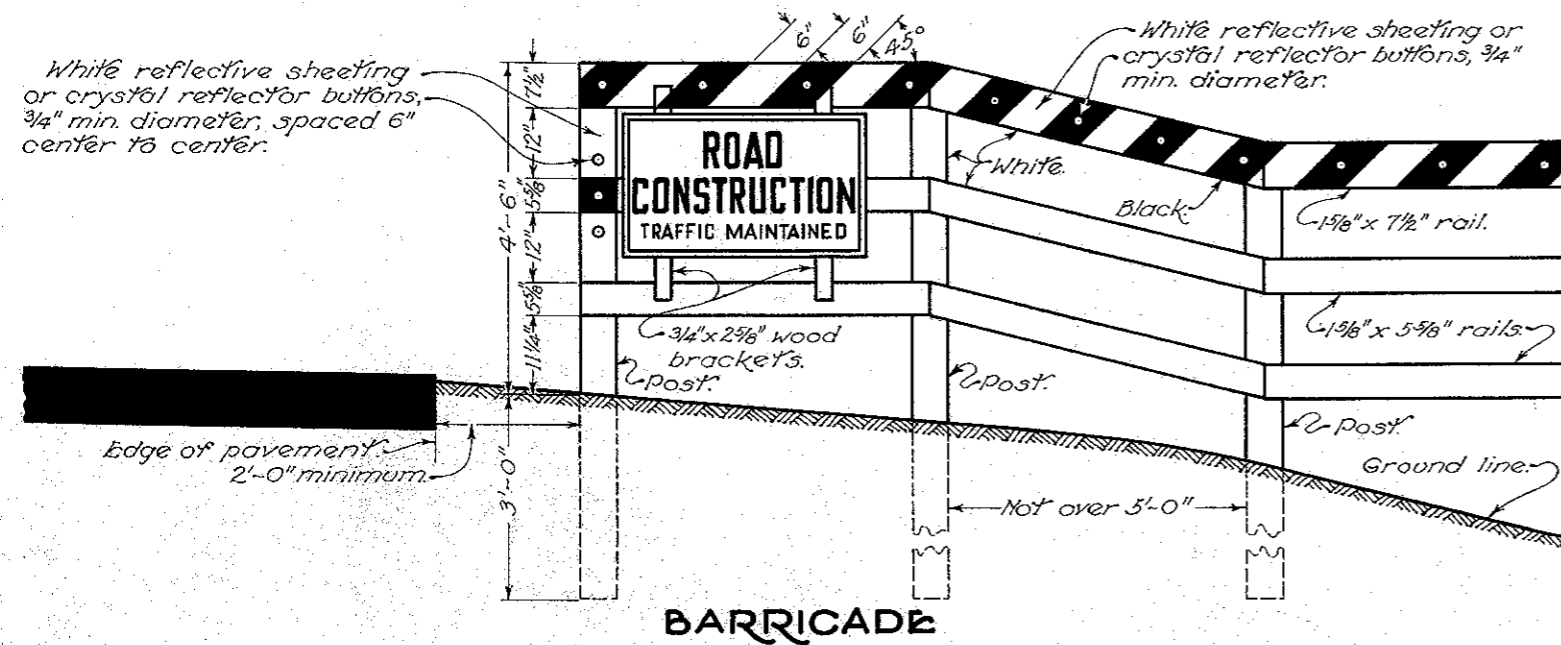 White reflective sheeting
or crystal reflector buttons,
3/4" min. diameter, spaced 6"
center to center.
6"
6"
45°
White reflective sheeting or
crystal reflector buttons, 3/4"
min. diameter.
7 1/2"
12"
5 5/8"
12"
5 5/8"
11 1/4"
4'-6"
3'-0"
ROAD
CONSTRUCTION
TRAFFIC MAINTAINED
White.
Black.
1 5/8" x 7 1/2" rail.
1 5/8" x 5 5/8" rails.
3/4" x 2 5/8" wood
brackets.
Post.
Post.
Post.
Edge of pavement.
2'-0" minimum.
Not over 5'-0"
Ground line.
BARRICADE